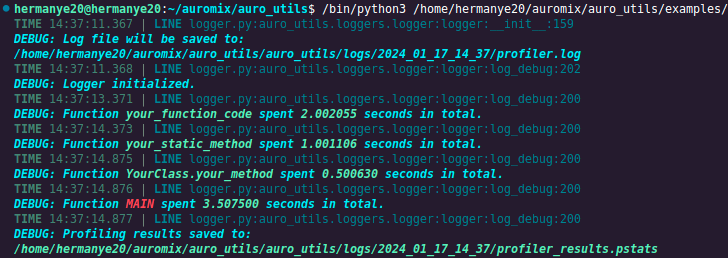 hermanye20@hermanye20:~/auromix/auro_utils$ /bin/python3 /home/hermanye20/auromix/auro_utils/examples/
TIME 14:37:11.367 | LINE logger.py:auro_utils.loggers.logger:logger:__init__:159
DEBUG: Log file will be saved to:
/home/hermanye20/auromix/auro_utils/auro_utils/logs/2024_01_17_14_37/profiler.log
TIME 14:37:11.368 | LINE logger.py:auro_utils.loggers.logger:logger:log_debug:202
DEBUG: Logger initialized.
TIME 14:37:13.371 | LINE logger.py:auro_utils.loggers.logger:logger:log_debug:200
DEBUG: Function your_function_code spent 2.002055 seconds in total.
TIME 14:37:14.373 | LINE logger.py:auro_utils.loggers.logger:logger:log_debug:200
DEBUG: Function your_static_method spent 1.001106 seconds in total.
TIME 14:37:14.875 | LINE logger.py:auro_utils.loggers.logger:logger:log_debug:200
DEBUG: Function YourClass.your_method spent 0.500630 seconds in total.
TIME 14:37:14.876 | LINE logger.py:auro_utils.loggers.logger:logger:log_debug:200
DEBUG: Function MAIN spent 3.507500 seconds in total.
TIME 14:37:14.877 | LINE logger.py:auro_utils.loggers.logger:logger:log_debug:200
DEBUG: Profiling results saved to:
/home/hermanye20/auromix/auro_utils/auro_utils/logs/2024_01_17_14_37/profiler_results.pstats